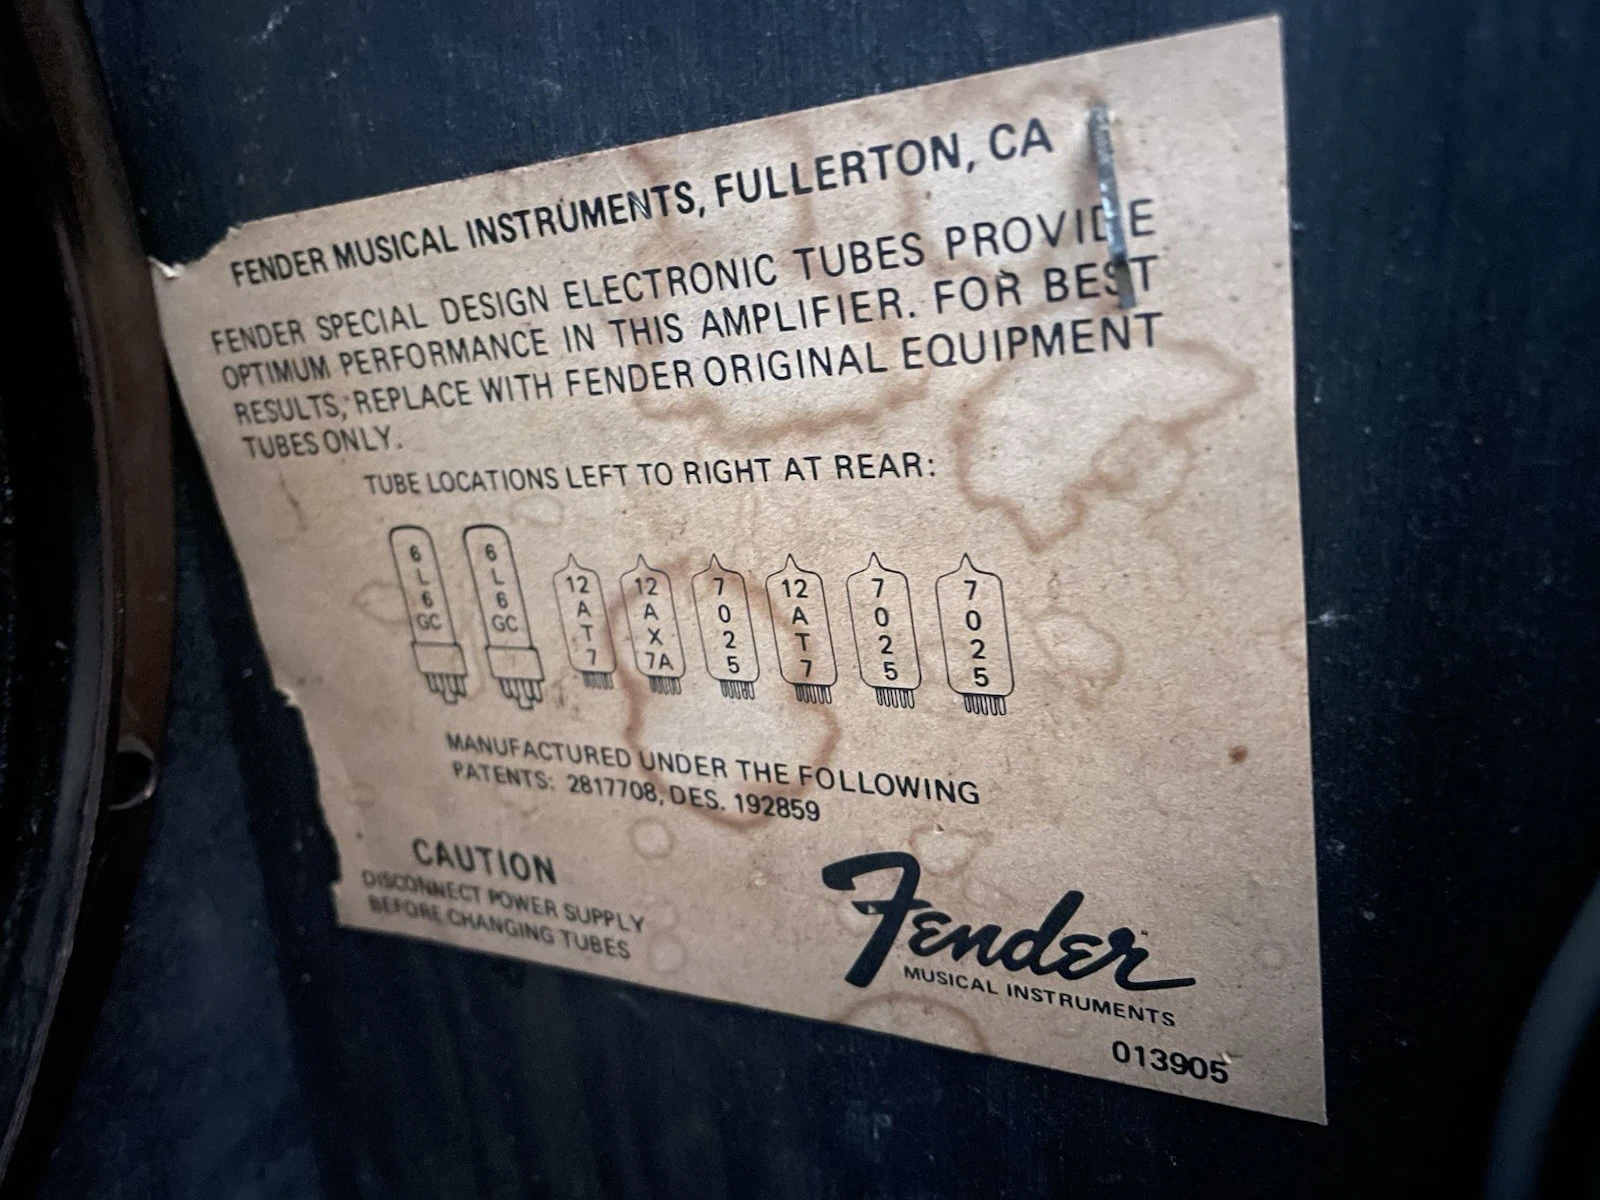 FENDER MUSICAL INSTRUMENTS, FULLERTON, CA
FENDER SPECIAL DESIGN ELECTRONIC TUBES PROVIDE
OPTIMUM PERFORMANCE IN THIS AMPLIFIER. FOR BEST
RESULTS, REPLACE WITH FENDER ORIGINAL EQUIPMENT
TUBES ONLY.
TUBE LOCATIONS LEFT TO RIGHT AT REAR:
6L6GC 6L6GC 12AT7 12AX7A 7025 12AT7 7025 7025
MANUFACTURED UNDER THE FOLLOWING
PATENTS: 2817708, DES. 192859
CAUTION
DISCONNECT POWER SUPPLY
BEFORE CHANGING TUBES
Fender
MUSICAL INSTRUMENTS
013905